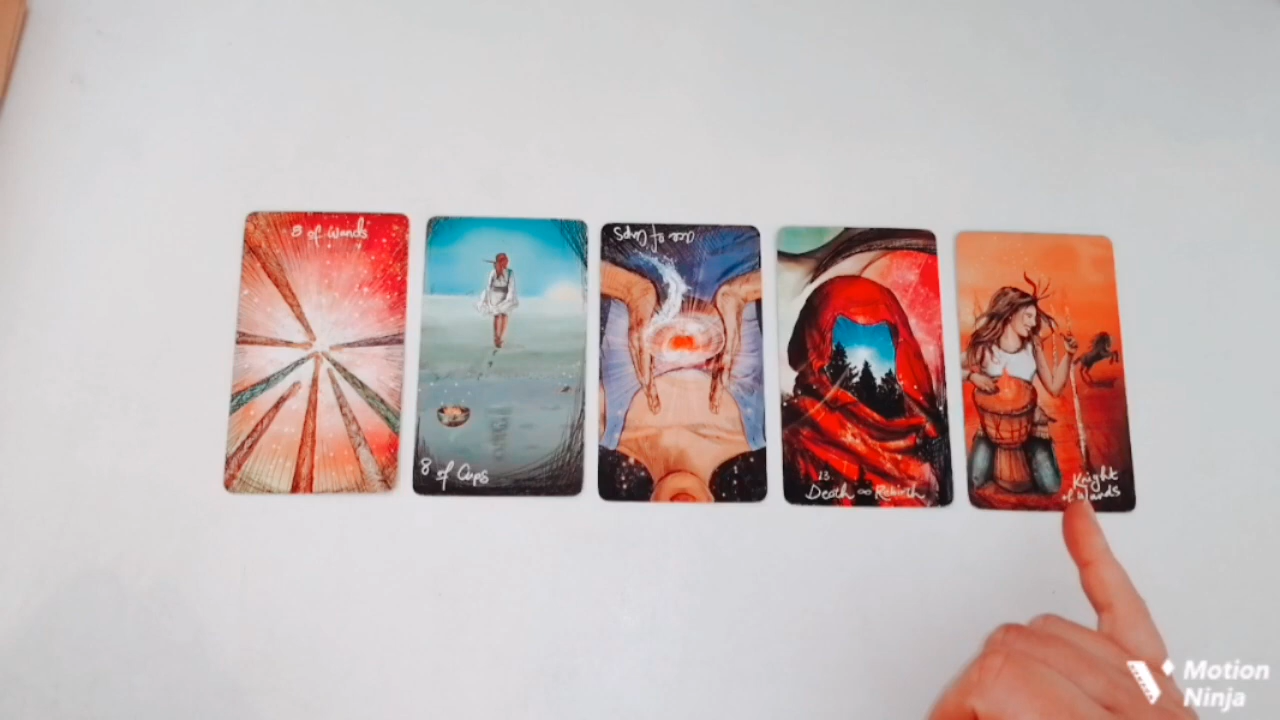 8 of Wands
8 of Cups
Ace of Cups
13
Death ∞ Rebirth
Knight
of Wands
Motion
Ninja